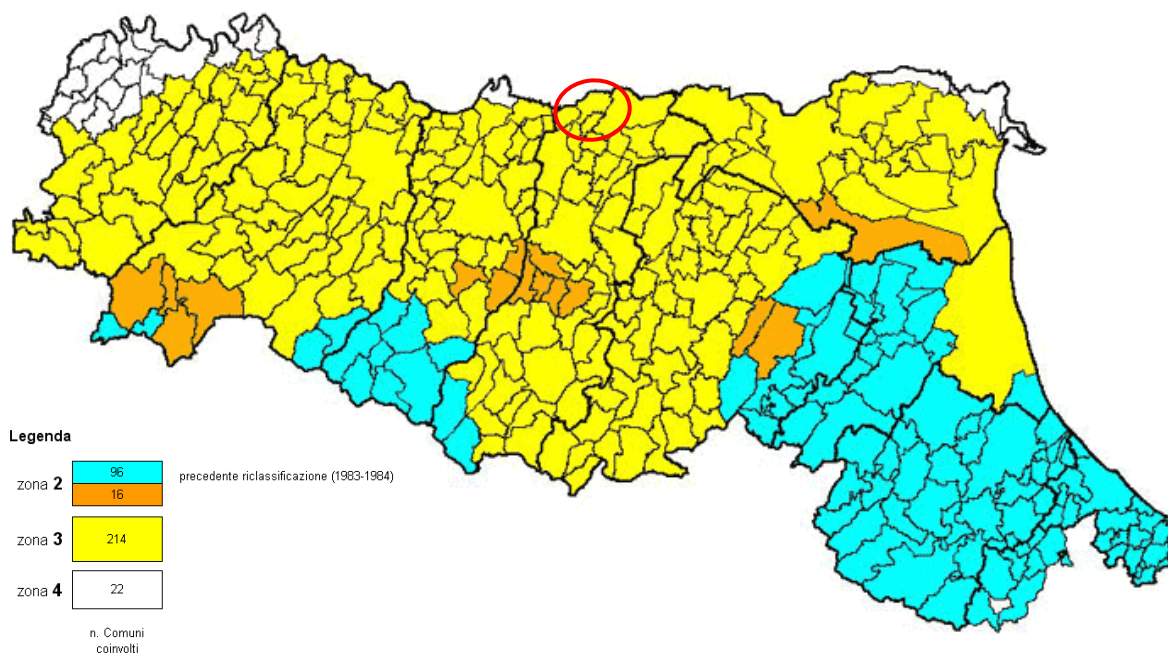 Legenda
zona 2
96
precedente riclassificazione (1983-1984)
16
zona 3
214
zona 4
22
n. Comuni
coinvolti